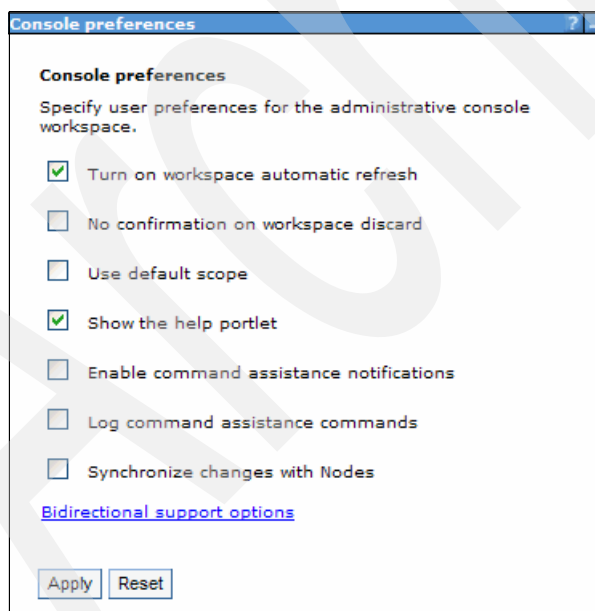 Console preferences ? -
Console preferences
Specify user preferences for the administrative console
workspace.
Turn on workspace automatic refresh
No confirmation on workspace discard
Use default scope
Show the help portlet
Enable command assistance notifications
Log command assistance commands
Synchronize changes with Nodes
Bidirectional support options
Apply Reset